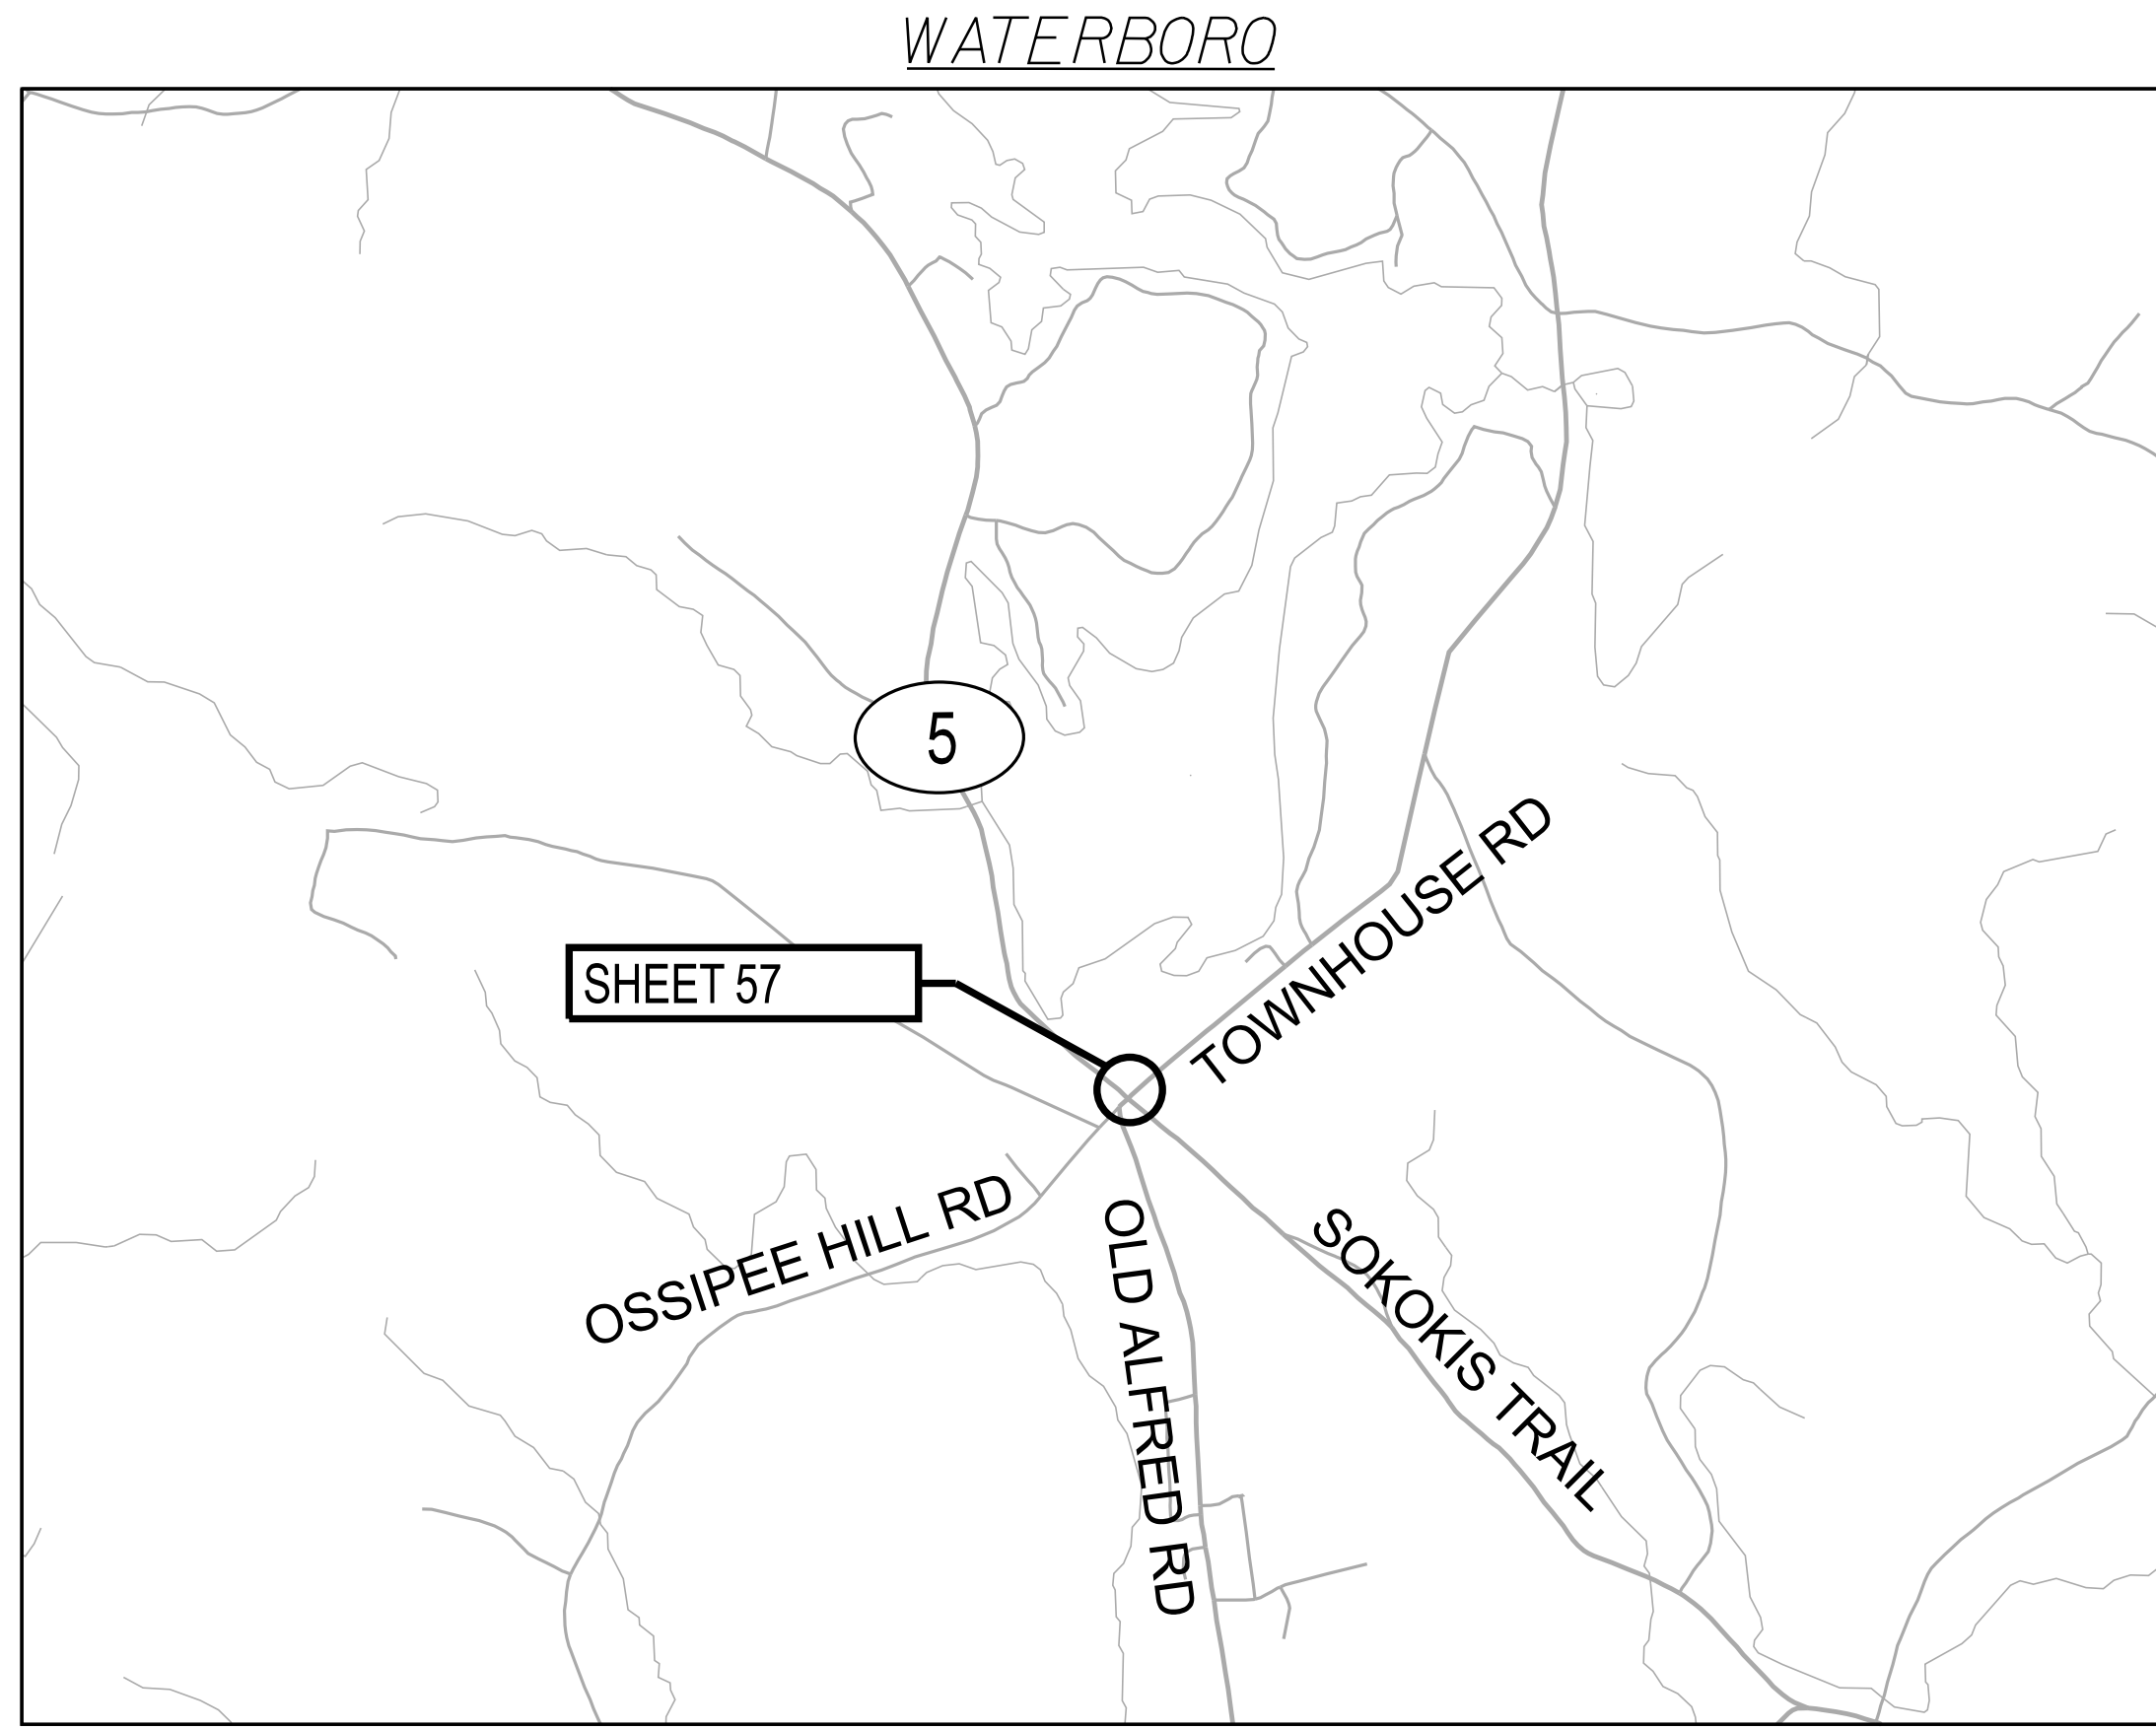 WATERBORO
5
TOWNHOUSE RD
SHEET 57
OSSIPEE HILL RD
OLD ALFRED RD
SOKOKIS TRAIL